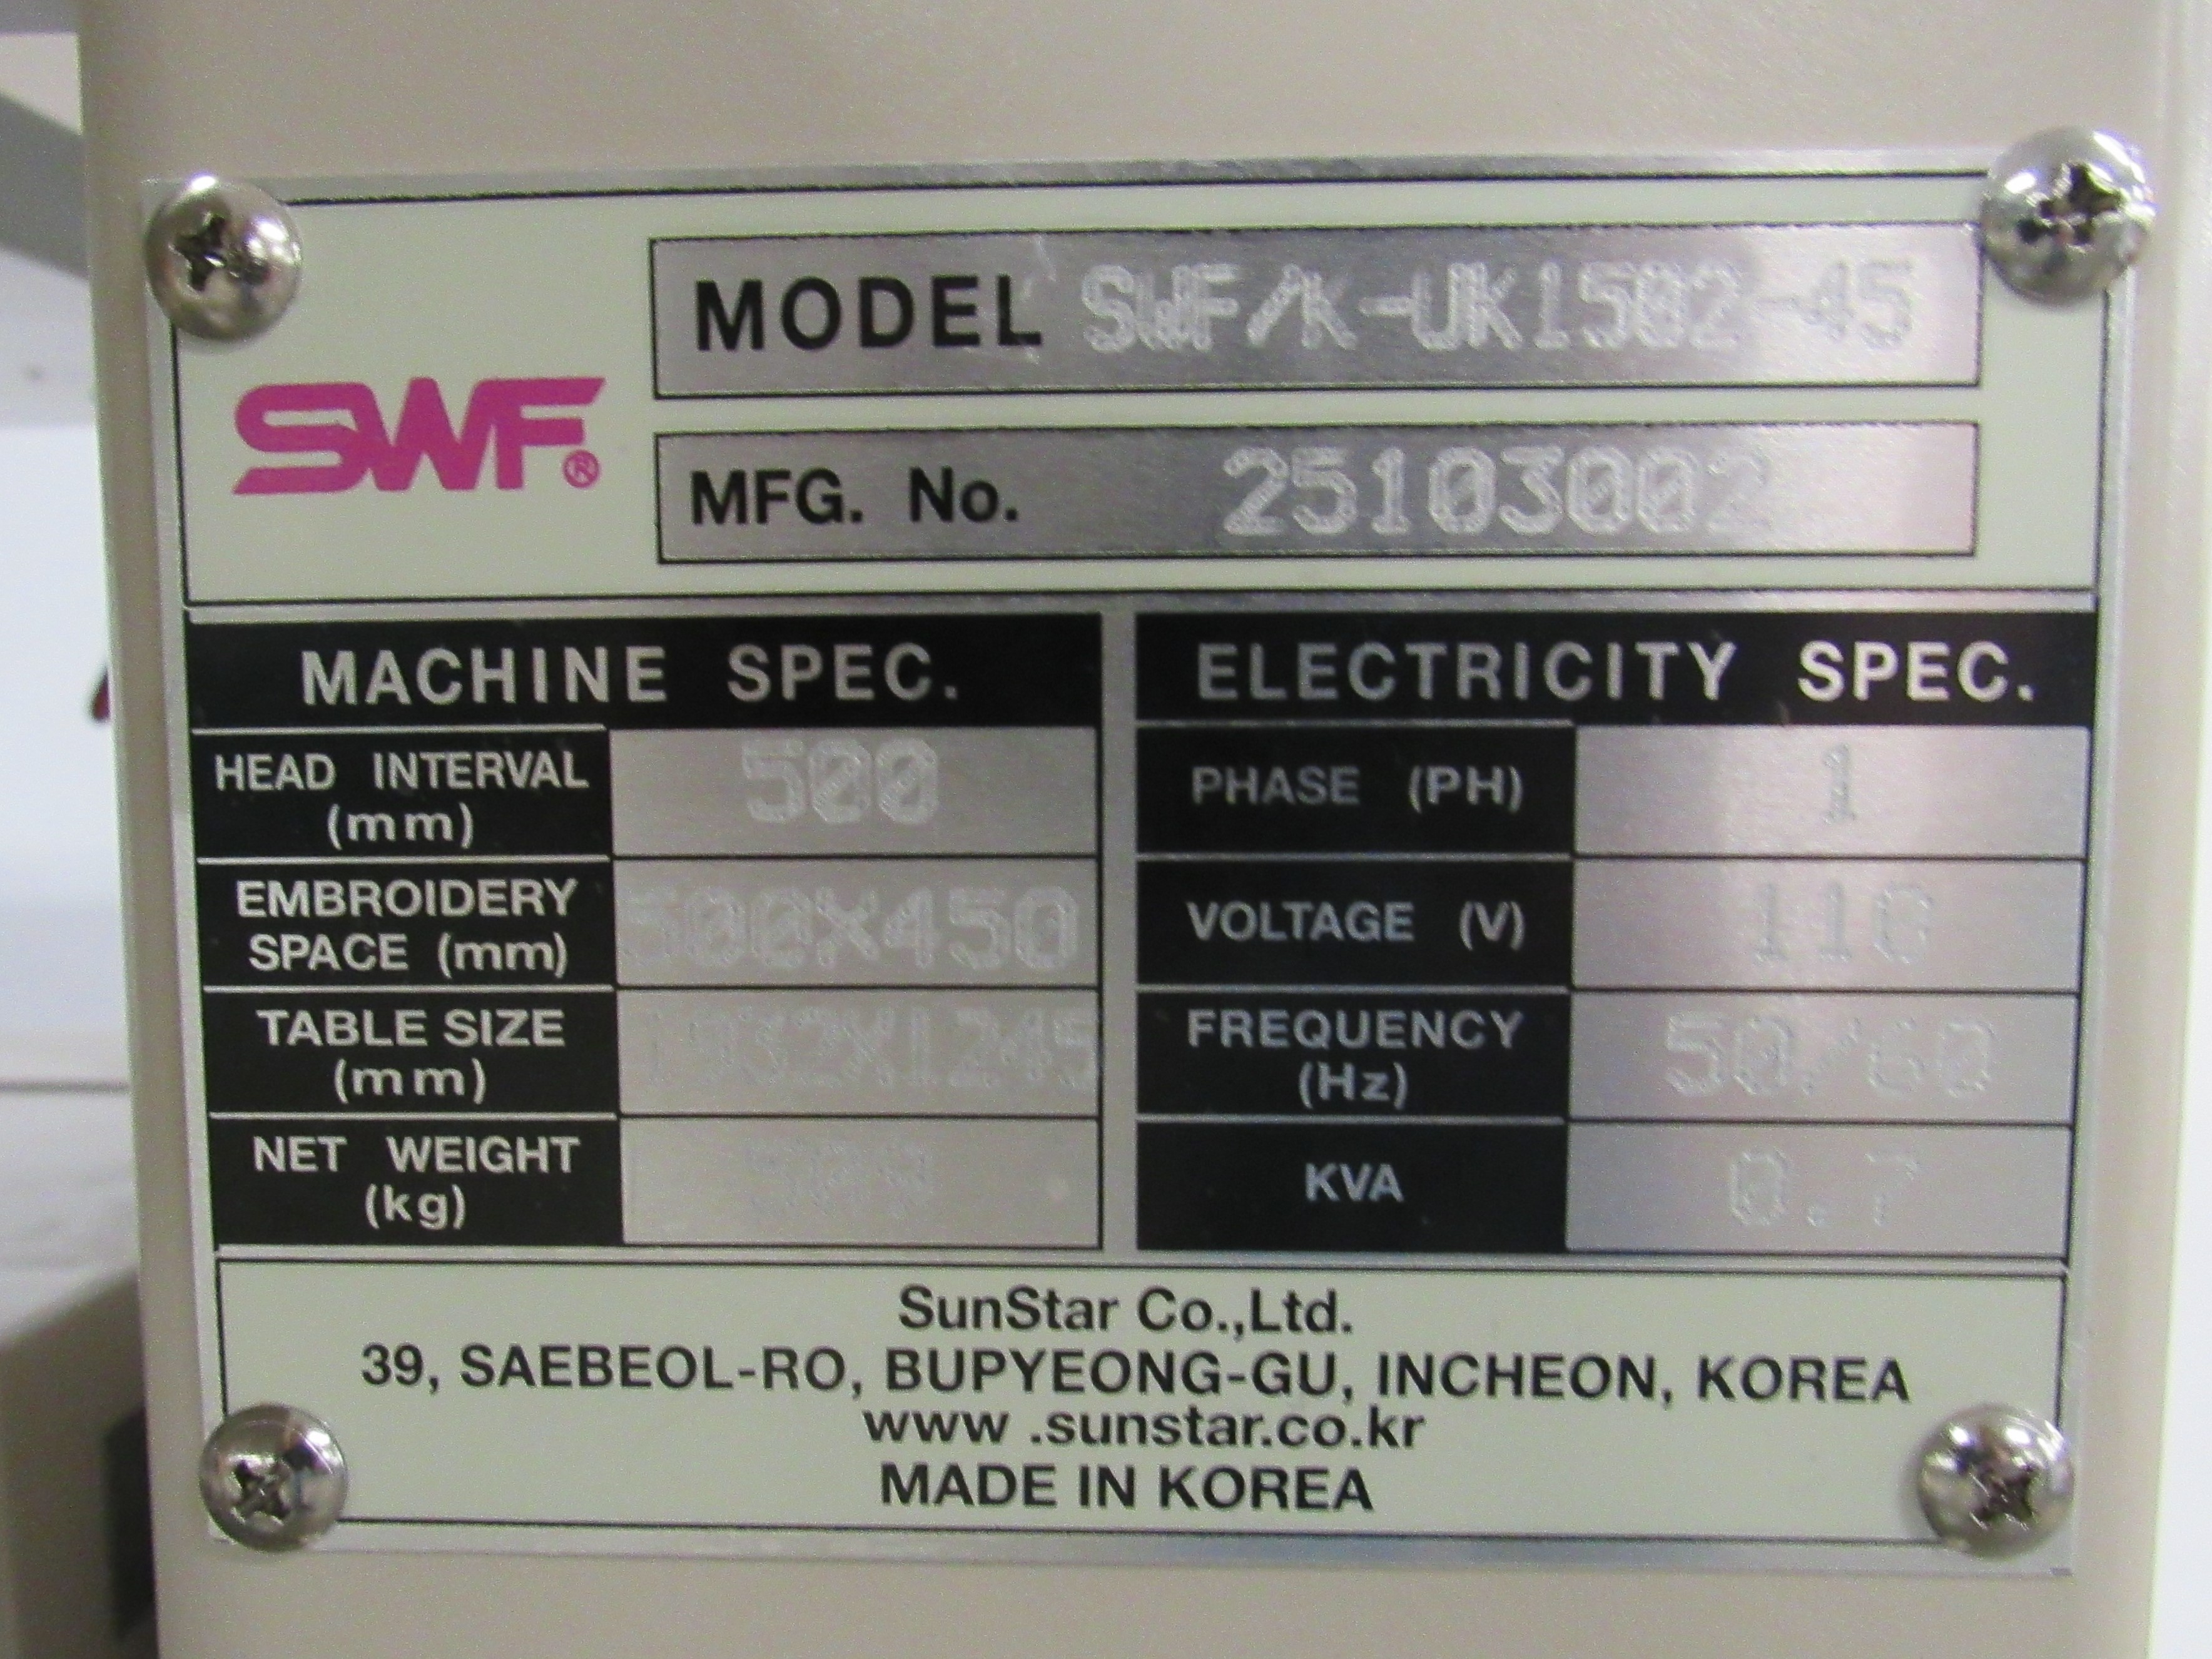 MODEL SWF/K-UK1502-45
SWF®
MFG. No. 25103002
MACHINE SPEC.
HEAD INTERVAL (mm) 500
EMBROIDERY SPACE (mm) 500X450
TABLE SIZE (mm)
NET WEIGHT (kg)
ELECTRICITY SPEC.
PHASE (PH) 1
VOLTAGE (V) 110
FREQUENCY (Hz) 50/60
KVA 0.7
SunStar Co.,Ltd.
39, SAEBEOL-RO, BUPYEONG-GU, INCHEON, KOREA
www .sunstar.co.kr
MADE IN KOREA